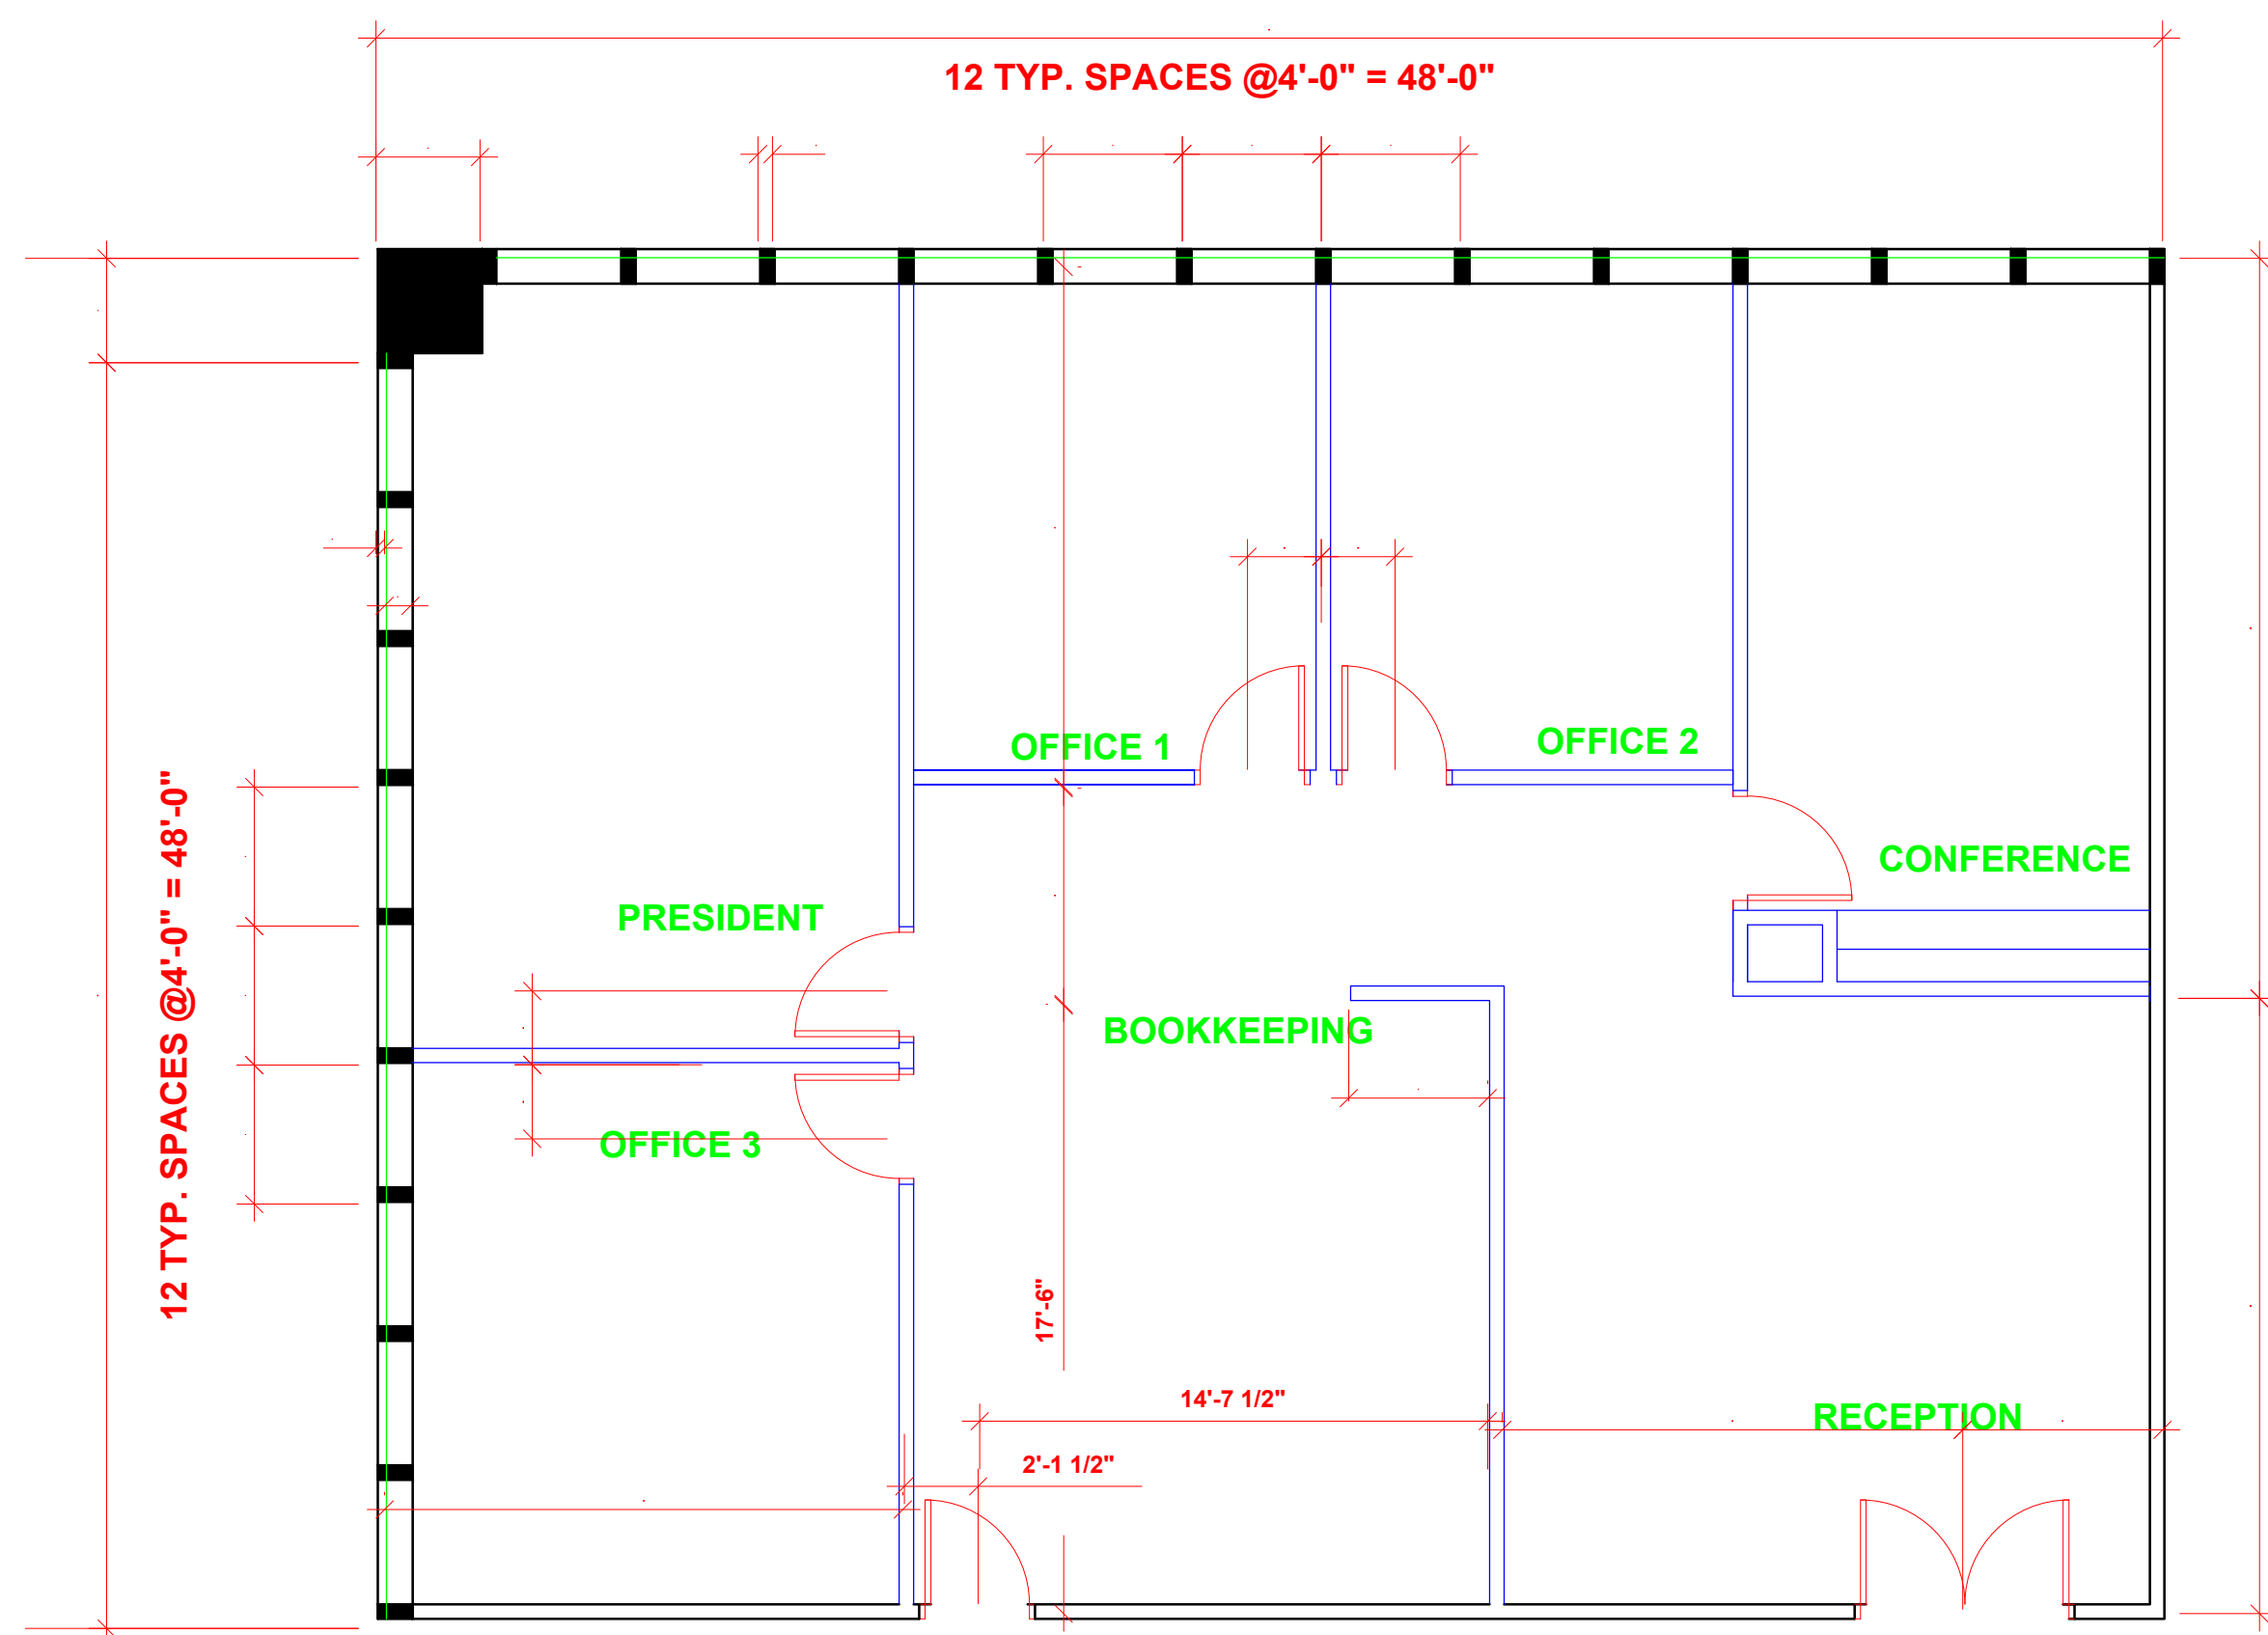 12 TYP. SPACES @4'-0" = 48'-0"
OFFICE 1
OFFICE 2
12 TYP. SPACES @4'-0" = 48'-0"
CONFERENCE
PRESIDENT
BOOKKEEPING
OFFICE 3
17'-6"
14'-7 1/2"
RECEPTION
2'-1 1/2"